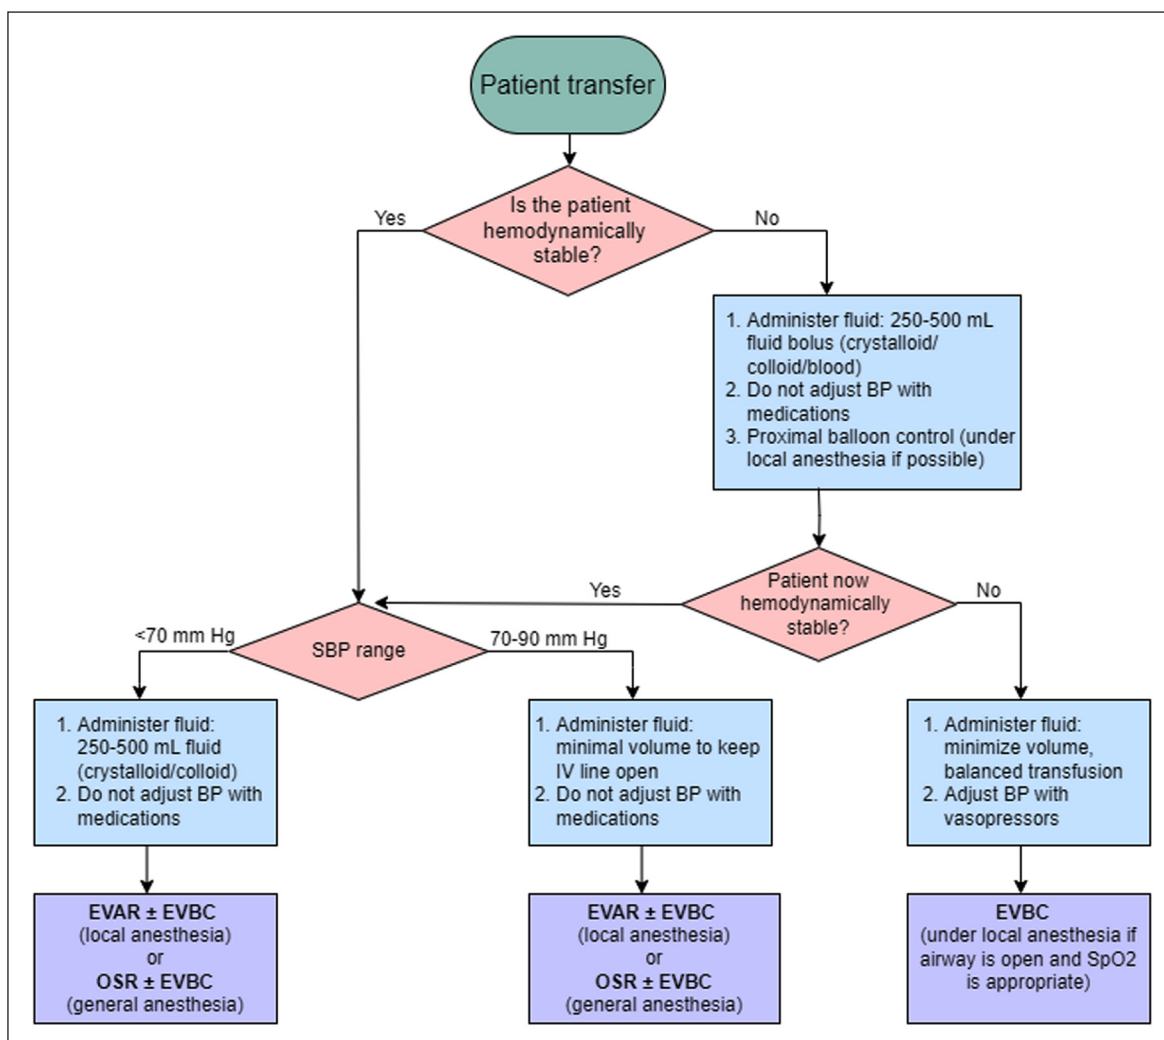 Patient transfer
Is the patient
hemodynamically
stable?
Yes
No
1. Administer fluid: 250-500 mL
fluid bolus (crystalloid/
colloid/blood)
2. Do not adjust BP with
medications
3. Proximal balloon control (under
local anesthesia if possible)
Patient now
hemodynamically
stable?
Yes
No
SBP range
<70 mm Hg
70-90 mm Hg
1. Administer fluid:
250-500 mL fluid
(crystalloid/colloid)
2. Do not adjust BP with
medications
1. Administer fluid:
minimal volume to keep
IV line open
2. Do not adjust BP with
medications
1. Administer fluid:
minimize volume,
balanced transfusion
2. Adjust BP with
vasopressors
EVAR ± EVBC
(local anesthesia)
or
OSR ± EVBC
(general anesthesia)
EVAR ± EVBC
(local anesthesia)
or
OSR ± EVBC
(general anesthesia)
EVBC
(under local anesthesia if
airway is open and SpO2
is appropriate)